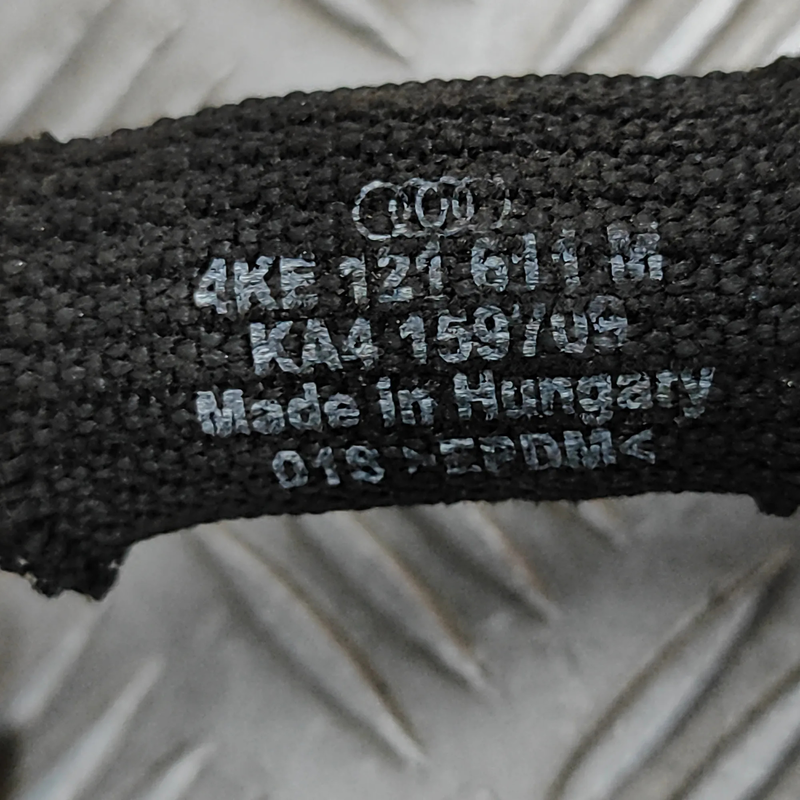 4KE 121 611 M
KA4 159/09
Made in Hungary
01S >EPDM<